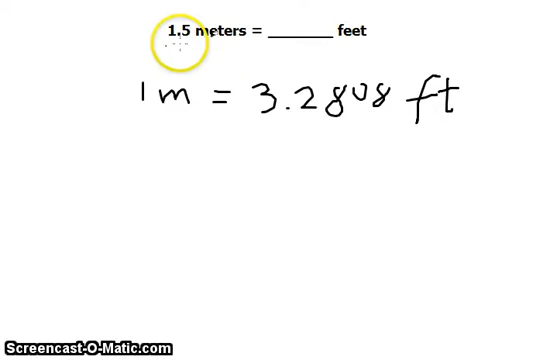 1.5 meters = ________ feet
1 m = 3.2808 ft
Screencast-O-Matic.com